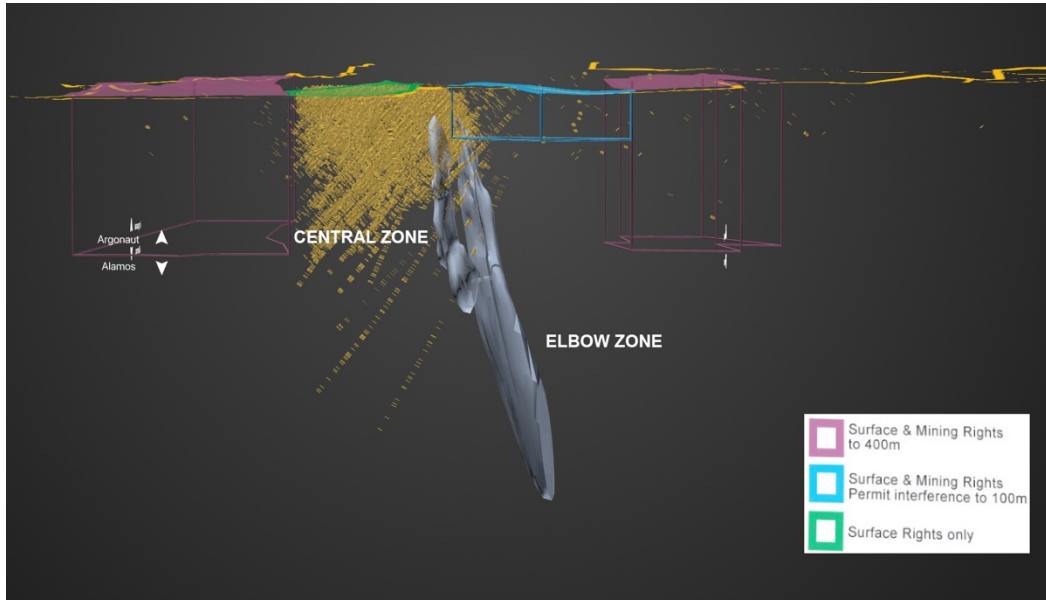 Argonaut
Alamos
CENTRAL ZONE
ELBOW ZONE
Surface & Mining Rights
to 400m
Surface & Mining Rights
Permit interference to 100m
Surface Rights only